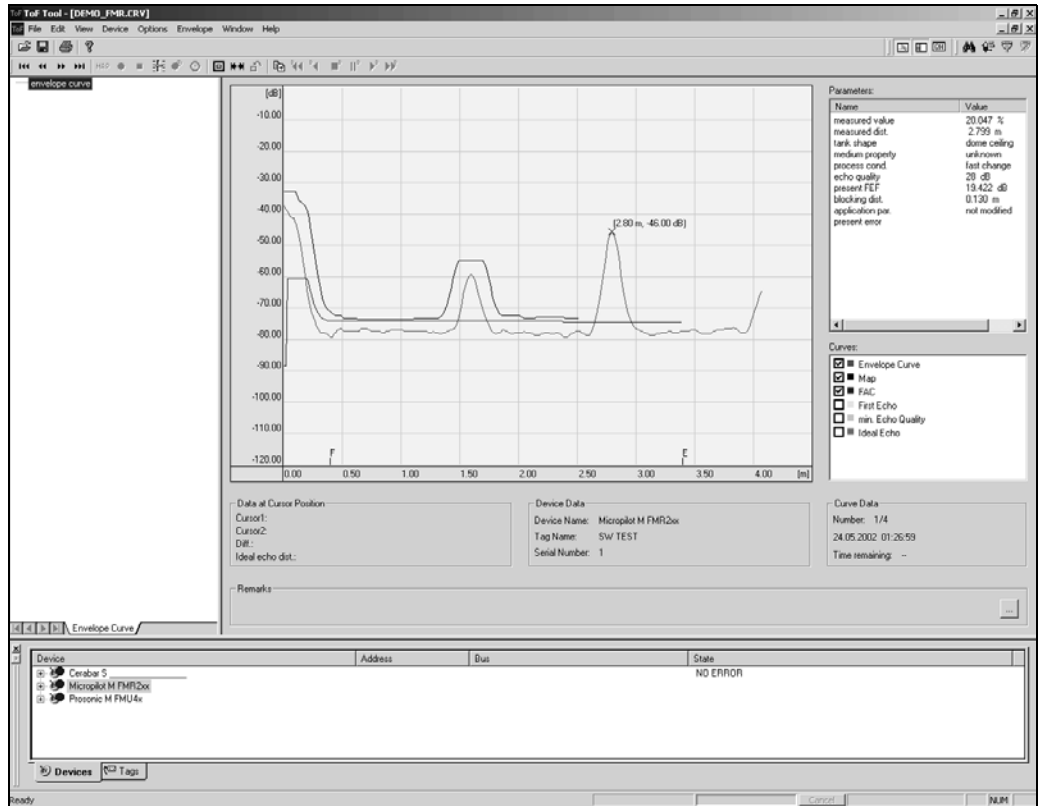 ToF Tool - [DEMO_FMR.CRV]
File Edit View Device Options Envelope Window Help
envelope curve
[dB]
-10.00
-20.00
-30.00
-40.00
-50.00
-60.00
-70.00
-80.00
-90.00
-100.00
-110.00
-120.00
[2.80 m, -46.00 dB]
F
E
0.00 0.50 1.00 1.50 2.00 2.50 3.00 3.50 4.00 [m]
Parameters:
Name Value
measured value 20.047 %
measured dist. 2.799 m
tank shape dome ceiling
medium property unknown
process cond. fast change
echo quality 28 dB
present FEF 19.422 dB
blocking dist. 0.130 m
application par. not modified
present error
Curves:
Envelope Curve
Map
FAC
First Echo
min. Echo Quality
Ideal Echo
Data at Cursor Position
Cursor1:
Cursor2:
Diff.:
Ideal echo dist.:
Device Data
Device Name: Micropilot M FMR2xx
Tag Name: SW TEST
Serial Number: 1
Curve Data
Number: 1/4
24.05.2002 01:26:59
Time remaining: --
Remarks
...
Envelope Curve
Device Address Bus State
Cerabar S NO ERROR
Micropilot M FMR2xx
Prosonic M FMU4x
Devices Tags
Ready Cancel NUM